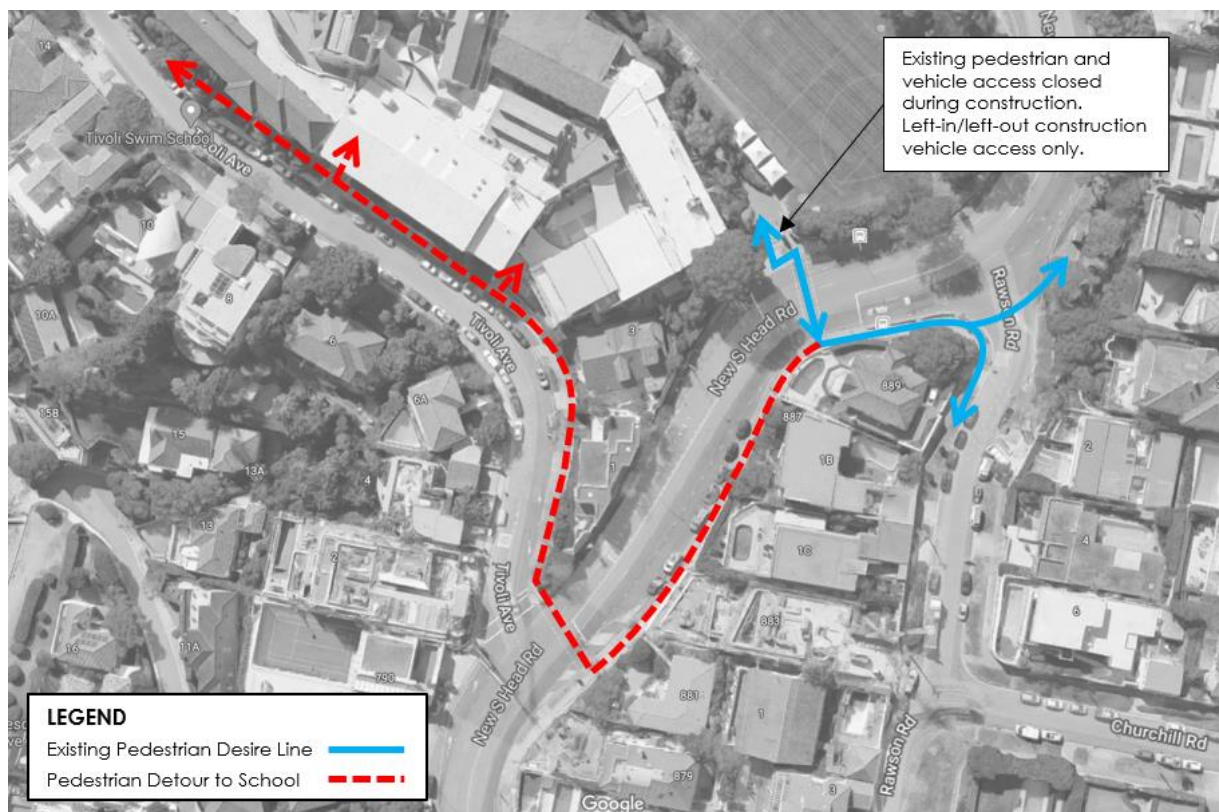 Existing pedestrian and
vehicle access closed
during construction.
Left-in/left-out construction
vehicle access only.
14
Tivoli Swim School
Tivoli Ave
10
10A
8
6
Tivoli Ave
3
New S Head Rd
Rawson Rd
889
887
6A
15B
15
13A
4
1
1B
2
13
2
1C
4
Tivoli Ave
883
6
16
11A
790
New S Head Rd
881
1
Rawson Rd
Churchill Rd
879
3
Google
LEGEND
Existing Pedestrian Desire Line
Pedestrian Detour to School